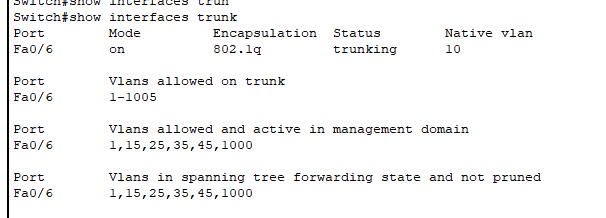 Switch#show interfaces trun
Switch#show interfaces trunk
Port Mode Encapsulation Status Native vlan
Fa0/6 on 802.1q trunking 10
Port Vlans allowed on trunk
Fa0/6 1-1005
Port Vlans allowed and active in management domain
Fa0/6 1,15,25,35,45,1000
Port Vlans in spanning tree forwarding state and not pruned
Fa0/6 1,15,25,35,45,1000